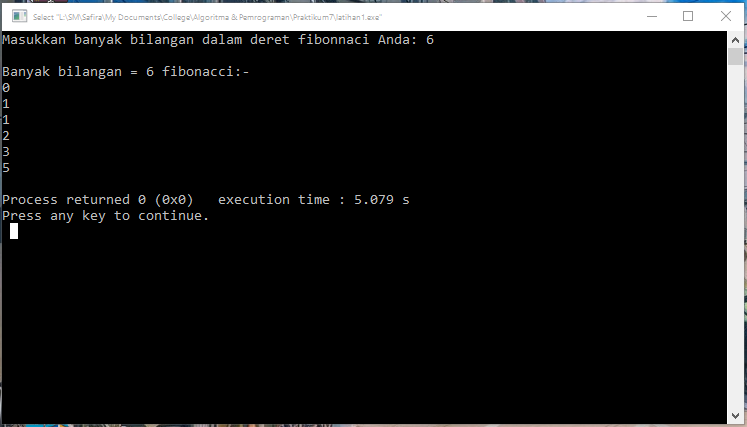 Select "L:\SM\Safira\My Documents\College\Algoritma & Pemrograman\Praktikum7\latihan1.exe"
Masukkan banyak bilangan dalam deret fibonnaci Anda: 6
Banyak bilangan = 6 fibonacci:-
0
1
1
2
3
5
Process returned 0 (0x0)   execution time : 5.079 s
Press any key to continue.